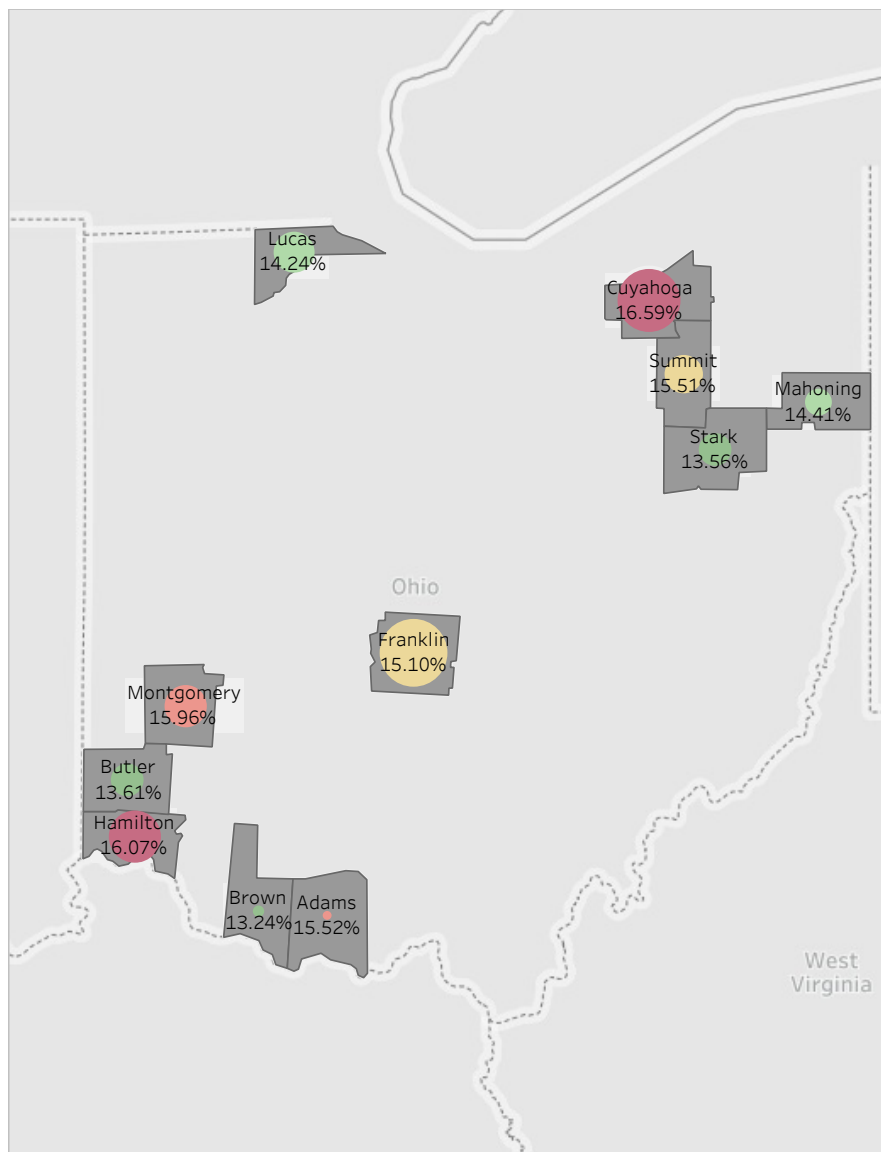 Lucas
14.24%
Cuyahoga
16.59%
Summit
15.51%
Mahoning
14.41%
Stark
13.56%
Ohio
Franklin
15.10%
Montgomery
15.96%
Butler
13.61%
Hamilton
16.07%
Brown
13.24%
Adams
15.52%
West
Virginia